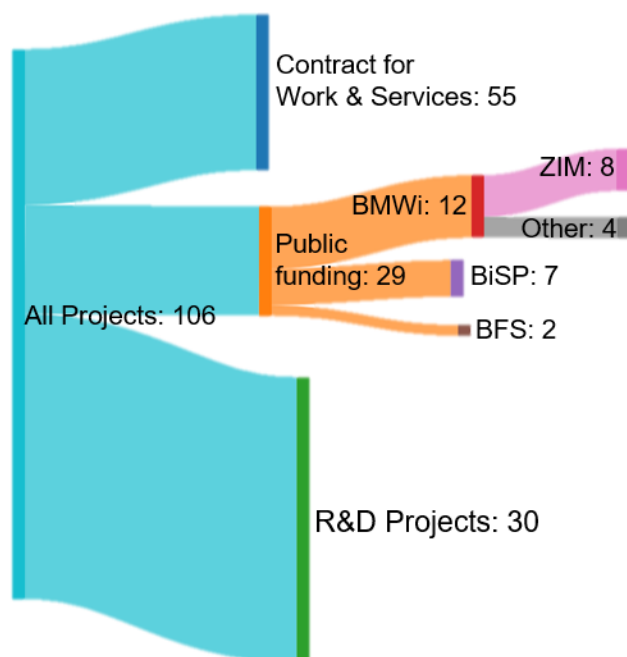 Contract for
Work & Services: 55
ZIM: 8
BMWi: 12
Other: 4
Public
funding: 29
BiSP: 7
All Projects: 106
BFS: 2
R&D Projects: 30